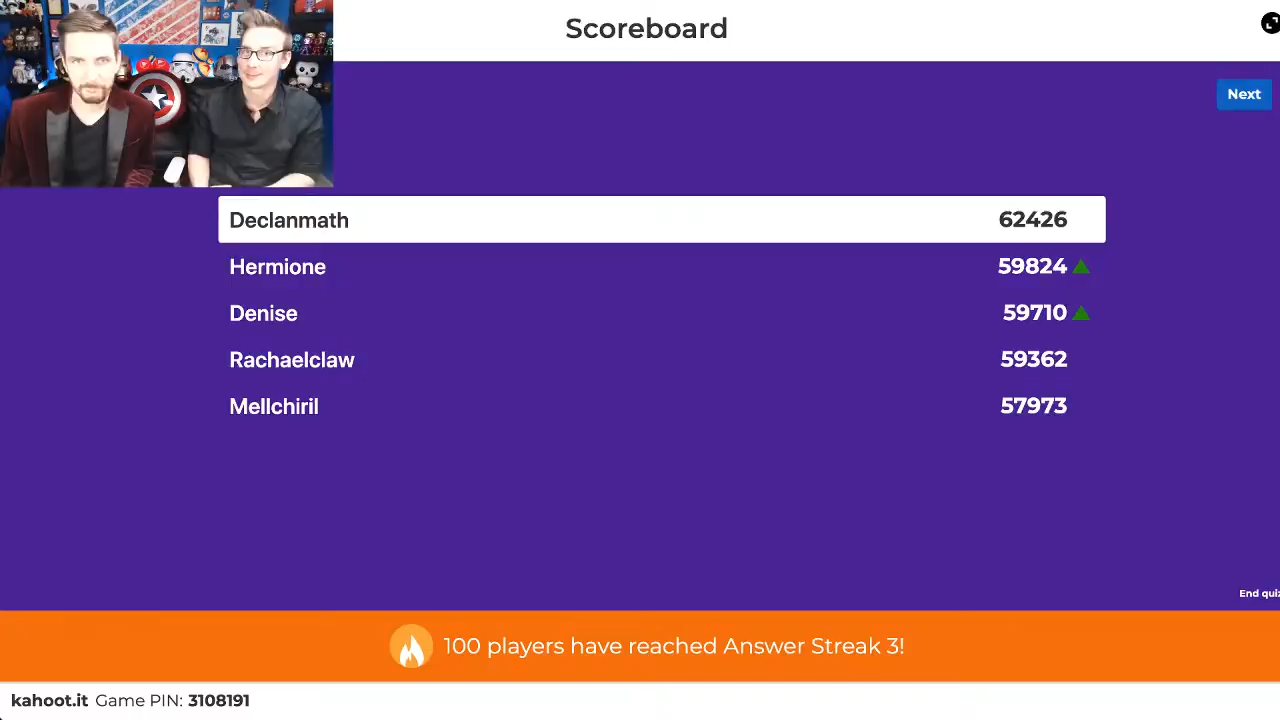 Scoreboard
Next
Declanmath 62426
Hermione 59824
Denise 59710
Rachaelclaw 59362
Mellchiril 57973
End quiz
100 players have reached Answer Streak 3!
kahoot.it Game PIN: 3108191